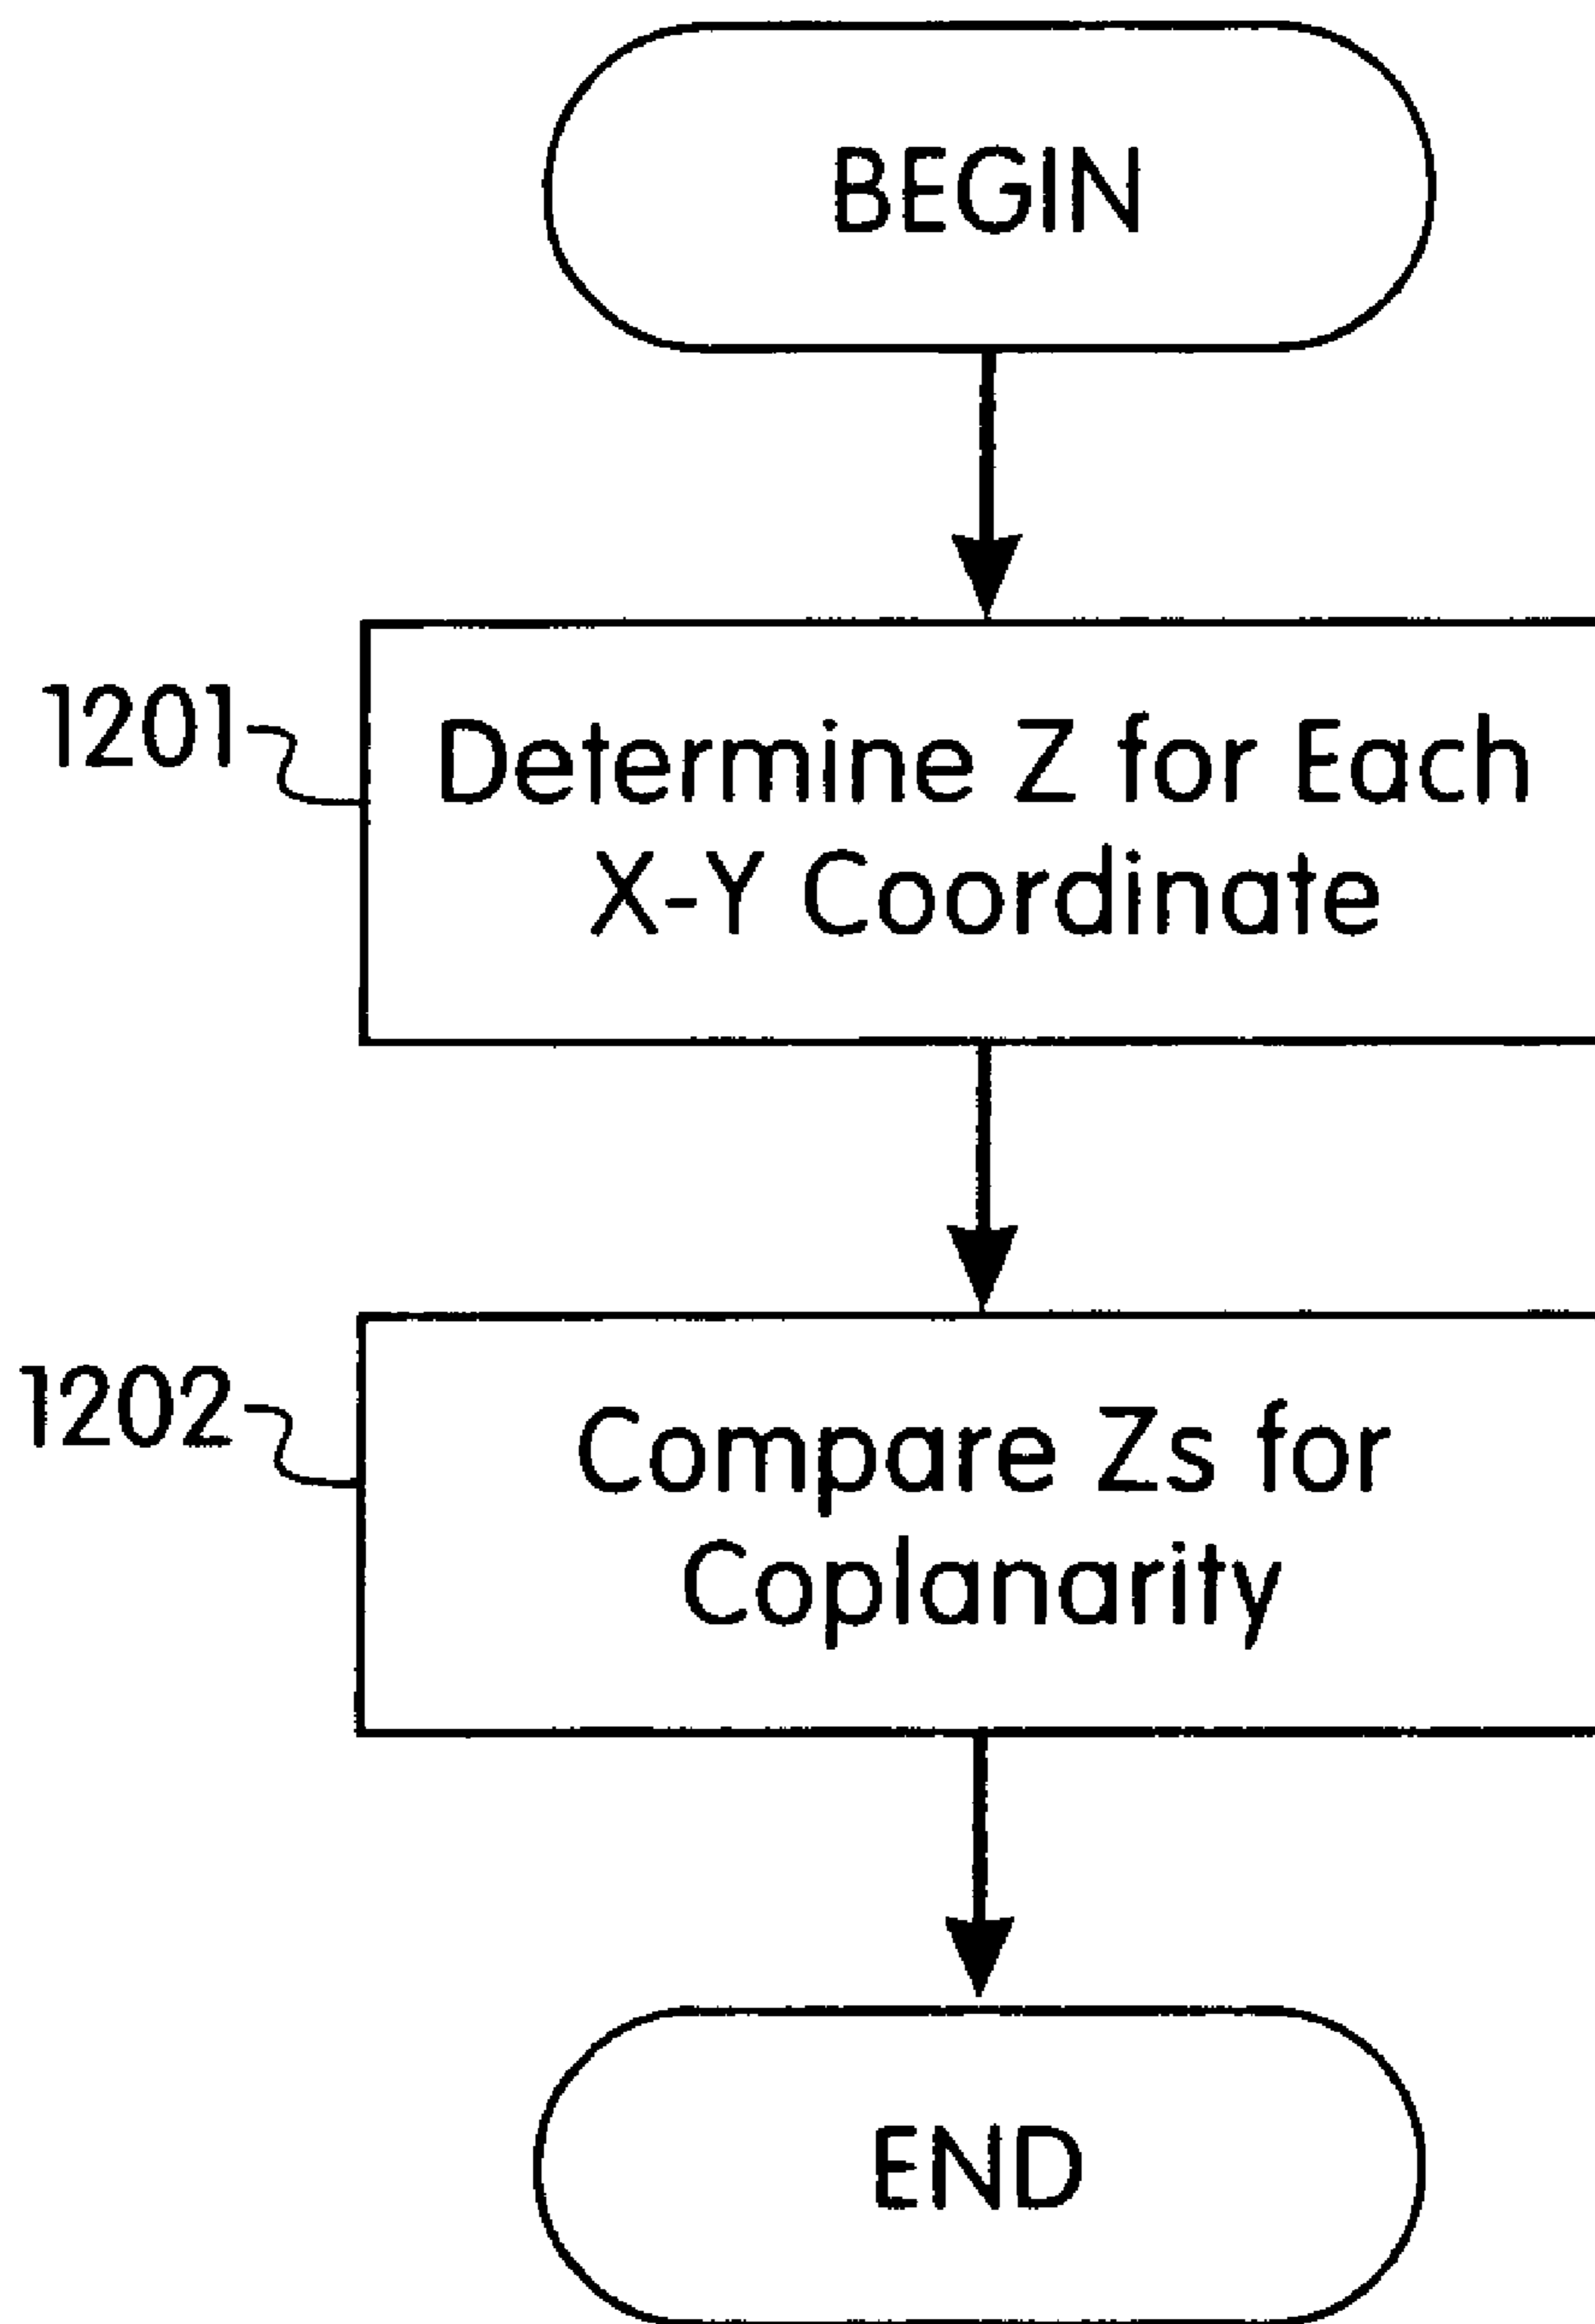 BEGIN
1201
Determine Z for Each
X-Y Coordinate
1202
Compare Zs for
Coplanarity
END